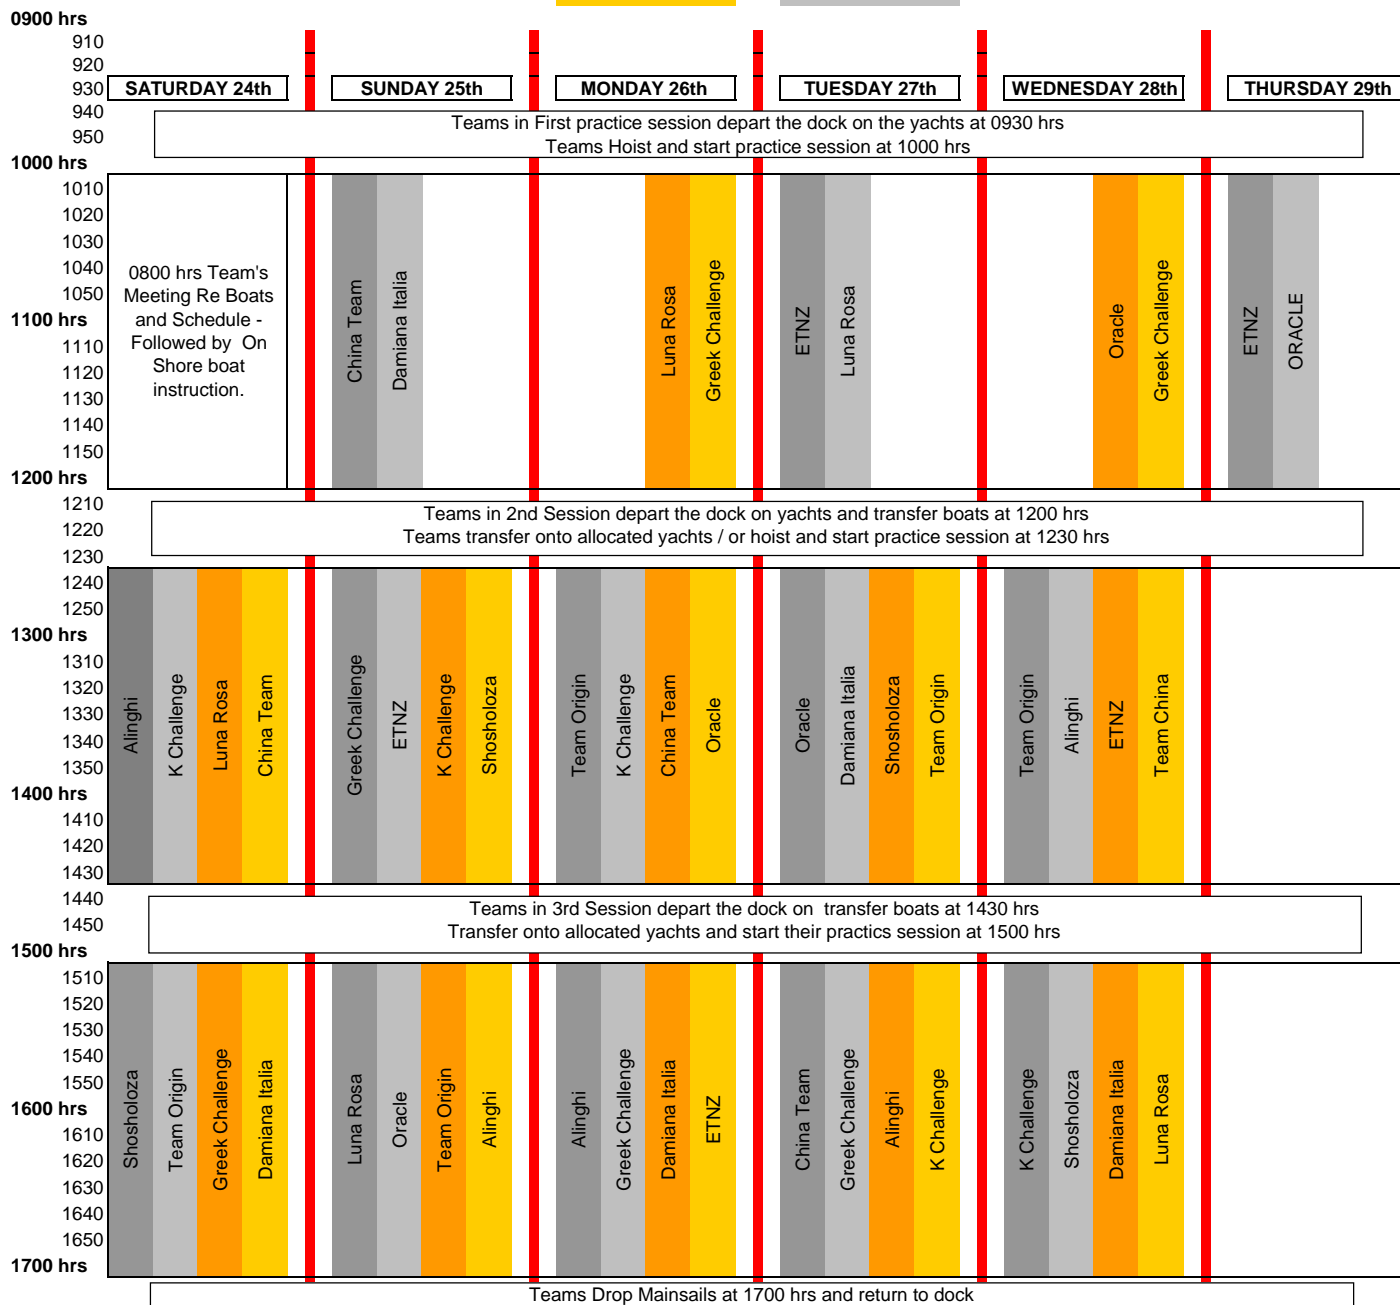 0900 hrs
910
920
930
SATURDAY 24th
SUNDAY 25th
MONDAY 26th
TUESDAY 27th
WEDNESDAY 28th
THURSDAY 29th
940
950
Teams in First practice session depart the dock on the yachts at 0930 hrs
Teams Hoist and start practice session at 1000 hrs
1000 hrs
1010
1020
1030
1040
1050
1100 hrs
1110
1120
1130
1140
1150
1200 hrs
0800 hrs Team's
Meeting Re Boats
and Schedule -
Followed by On
Shore boat
instruction.
China Team
Damiana Italia
Luna Rosa
Greek Challenge
ETNZ
Luna Rosa
Oracle
Greek Challenge
ETNZ
ORACLE
1210
1220
1230
Teams in 2nd Session depart the dock on yachts and transfer boats at 1200 hrs
Teams transfer onto allocated yachts / or hoist and start practice session at 1230 hrs
1240
1250
1300 hrs
1310
1320
1330
1340
1350
1400 hrs
1410
1420
1430
Alinghi
K Challenge
Luna Rosa
China Team
Greek Challenge
ETNZ
K Challenge
Shosholoza
Team Origin
K Challenge
China Team
Oracle
Oracle
Damiana Italia
Shosholoza
Team Origin
Team Origin
Alinghi
ETNZ
Team China
1440
1450
1500 hrs
Teams in 3rd Session depart the dock on transfer boats at 1430 hrs
Transfer onto allocated yachts and start their practics session at 1500 hrs
1510
1520
1530
1540
1550
1600 hrs
1610
1620
1630
1640
1650
1700 hrs
Shosholoza
Team Origin
Greek Challenge
Damiana Italia
Luna Rosa
Oracle
Team Origin
Alinghi
Alinghi
Greek Challenge
Damiana Italia
ETNZ
China Team
Greek Challenge
Alinghi
K Challenge
K Challenge
Shosholoza
Damiana Italia
Luna Rosa
Teams Drop Mainsails at 1700 hrs and return to dock